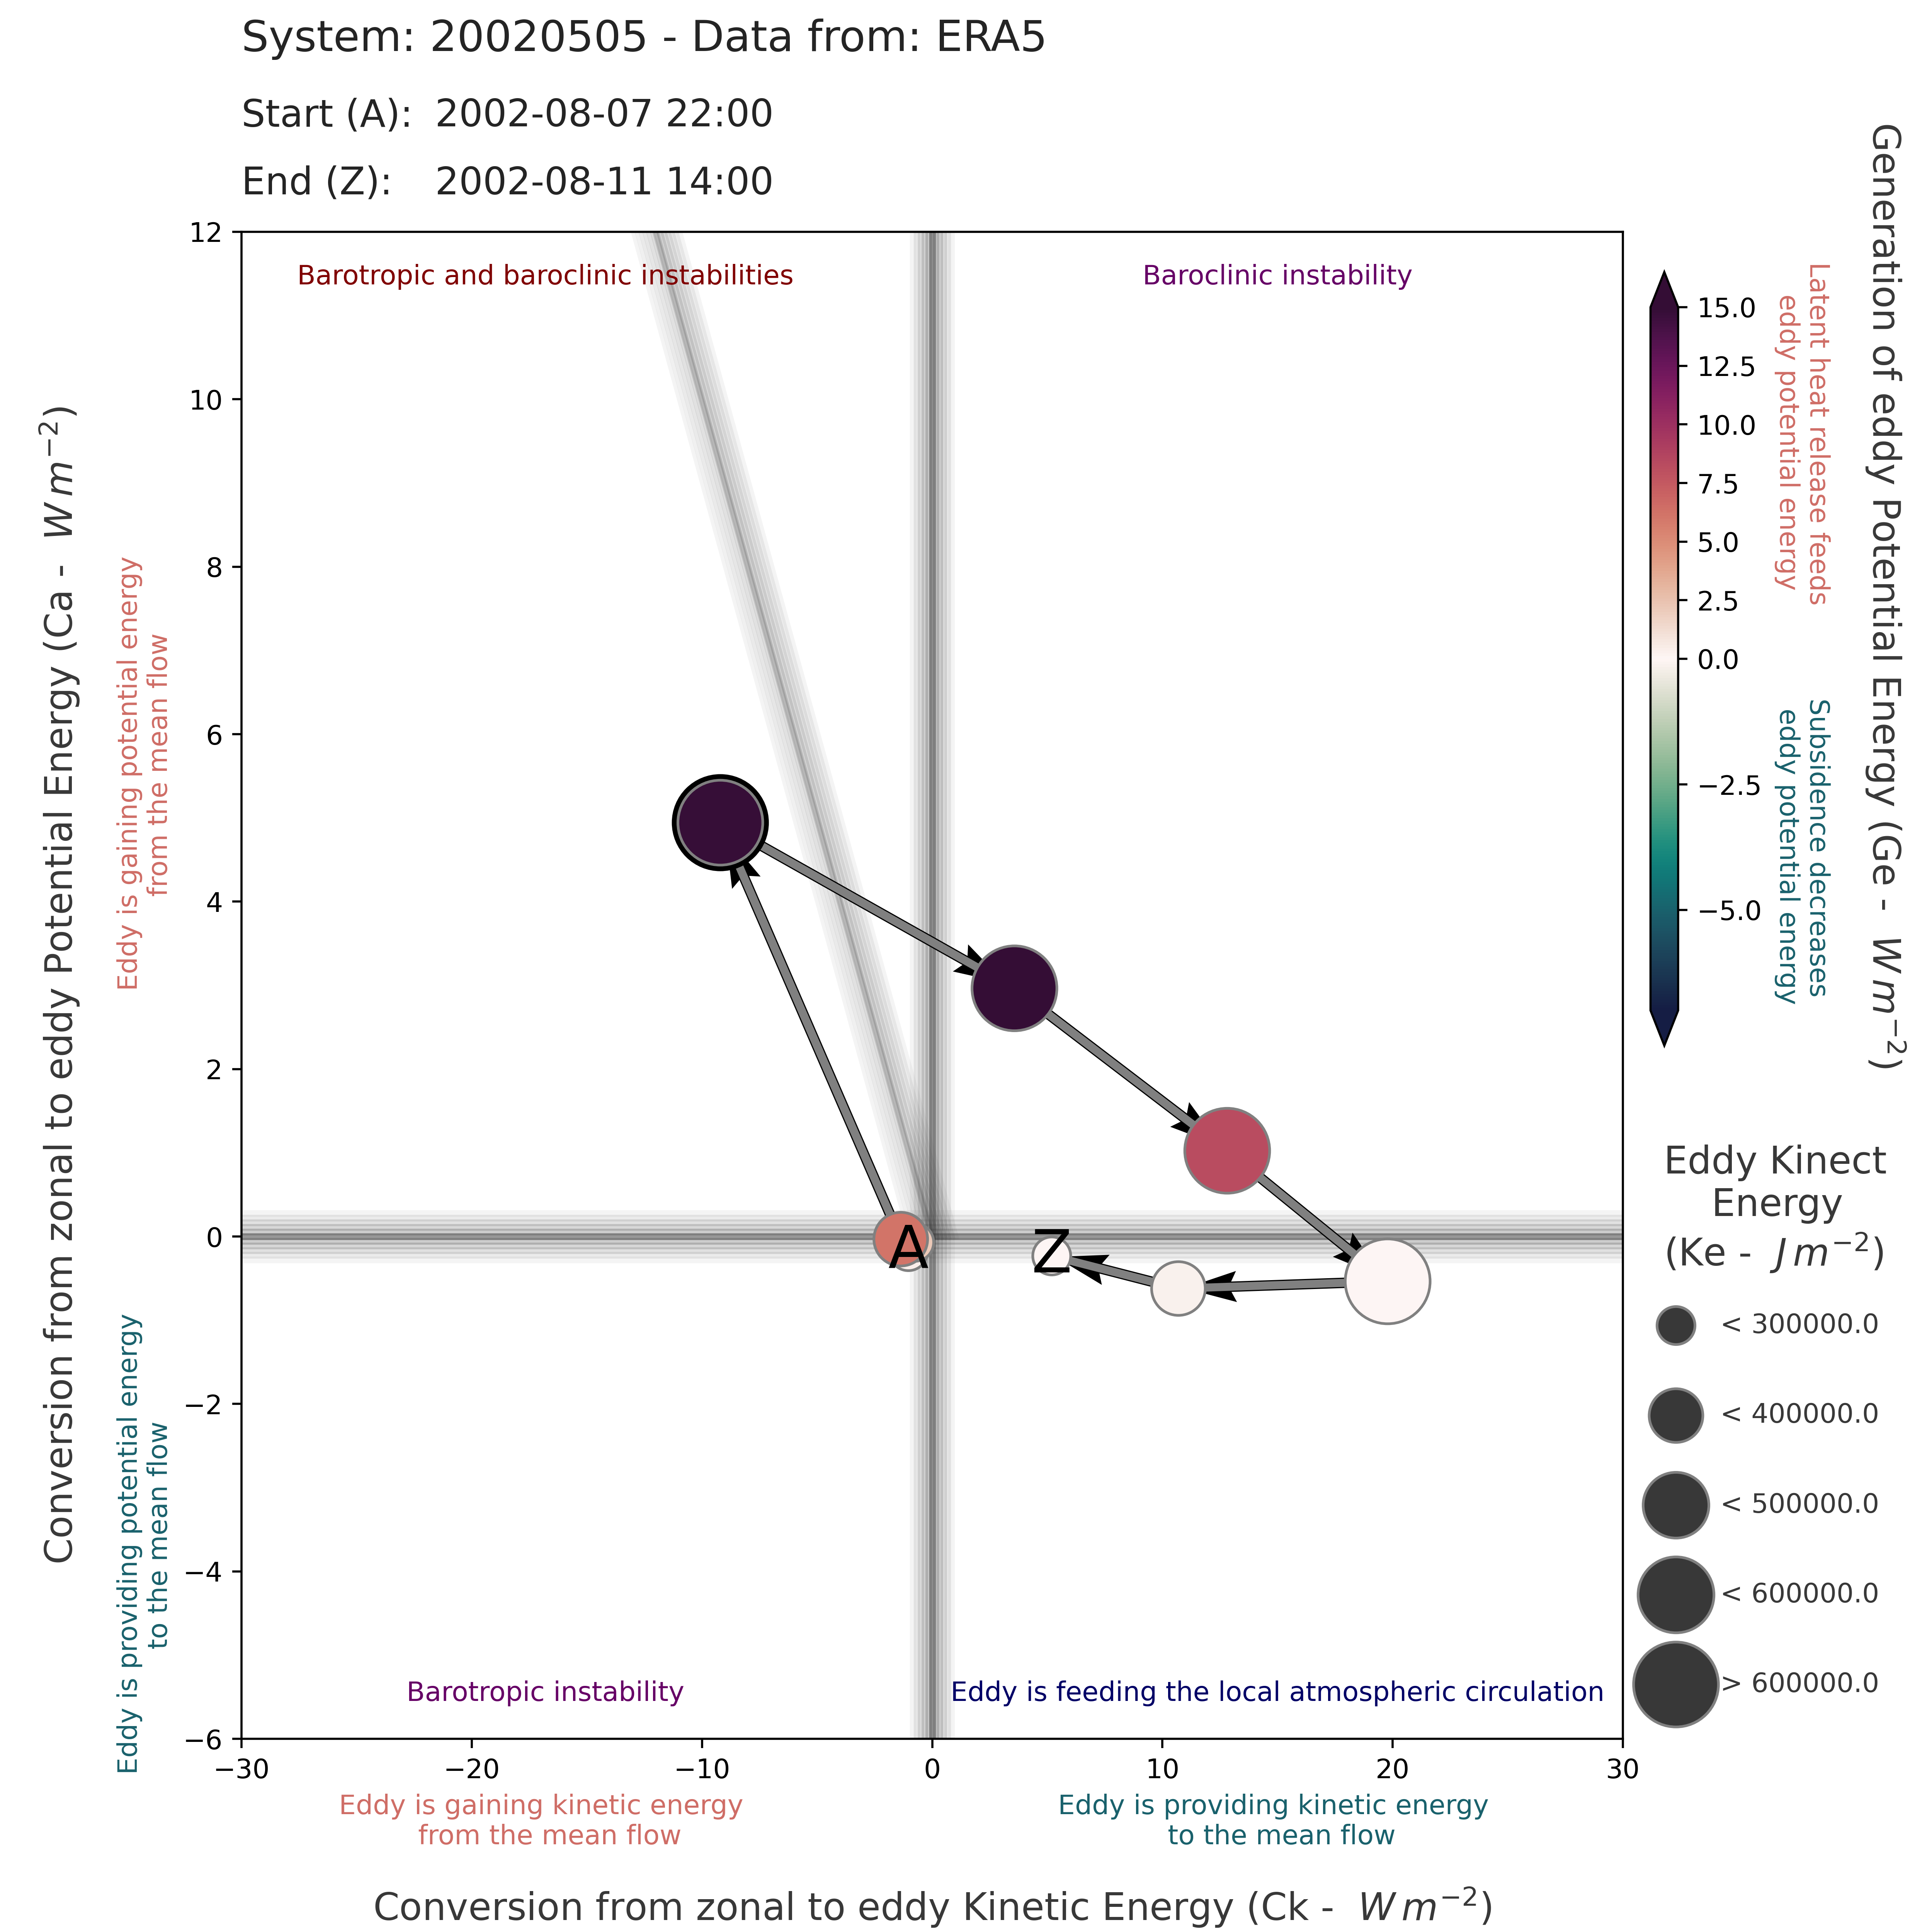 System: 20020505 - Data from: ERA5
Start (A): 2002-08-07 22:00
End (Z): 2002-08-11 14:00
Barotropic and baroclinic instabilities
Baroclinic instability
Barotropic instability
Eddy is feeding the local atmospheric circulation
A
Z
12
10
8
6
4
2
0
−2
−4
−6
−30
−20
−10
0
10
20
30
Conversion from zonal to eddy Potential Energy (Ca - W m⁻²)
Eddy is gaining potential energy
from the mean flow
Eddy is providing potential energy
to the mean flow
Eddy is gaining kinetic energy
from the mean flow
Eddy is providing kinetic energy
to the mean flow
Conversion from zonal to eddy Kinetic Energy (Ck - W m⁻²)
15.0
12.5
10.0
7.5
5.0
2.5
0.0
−2.5
−5.0
Latent heat release feeds
eddy potential energy
Subsidence decreases
eddy potential energy
Generation of eddy Potential Energy (Ge - W m⁻²)
Eddy Kinect
Energy
(Ke - J m⁻²)
< 300000.0
< 400000.0
< 500000.0
< 600000.0
> 600000.0